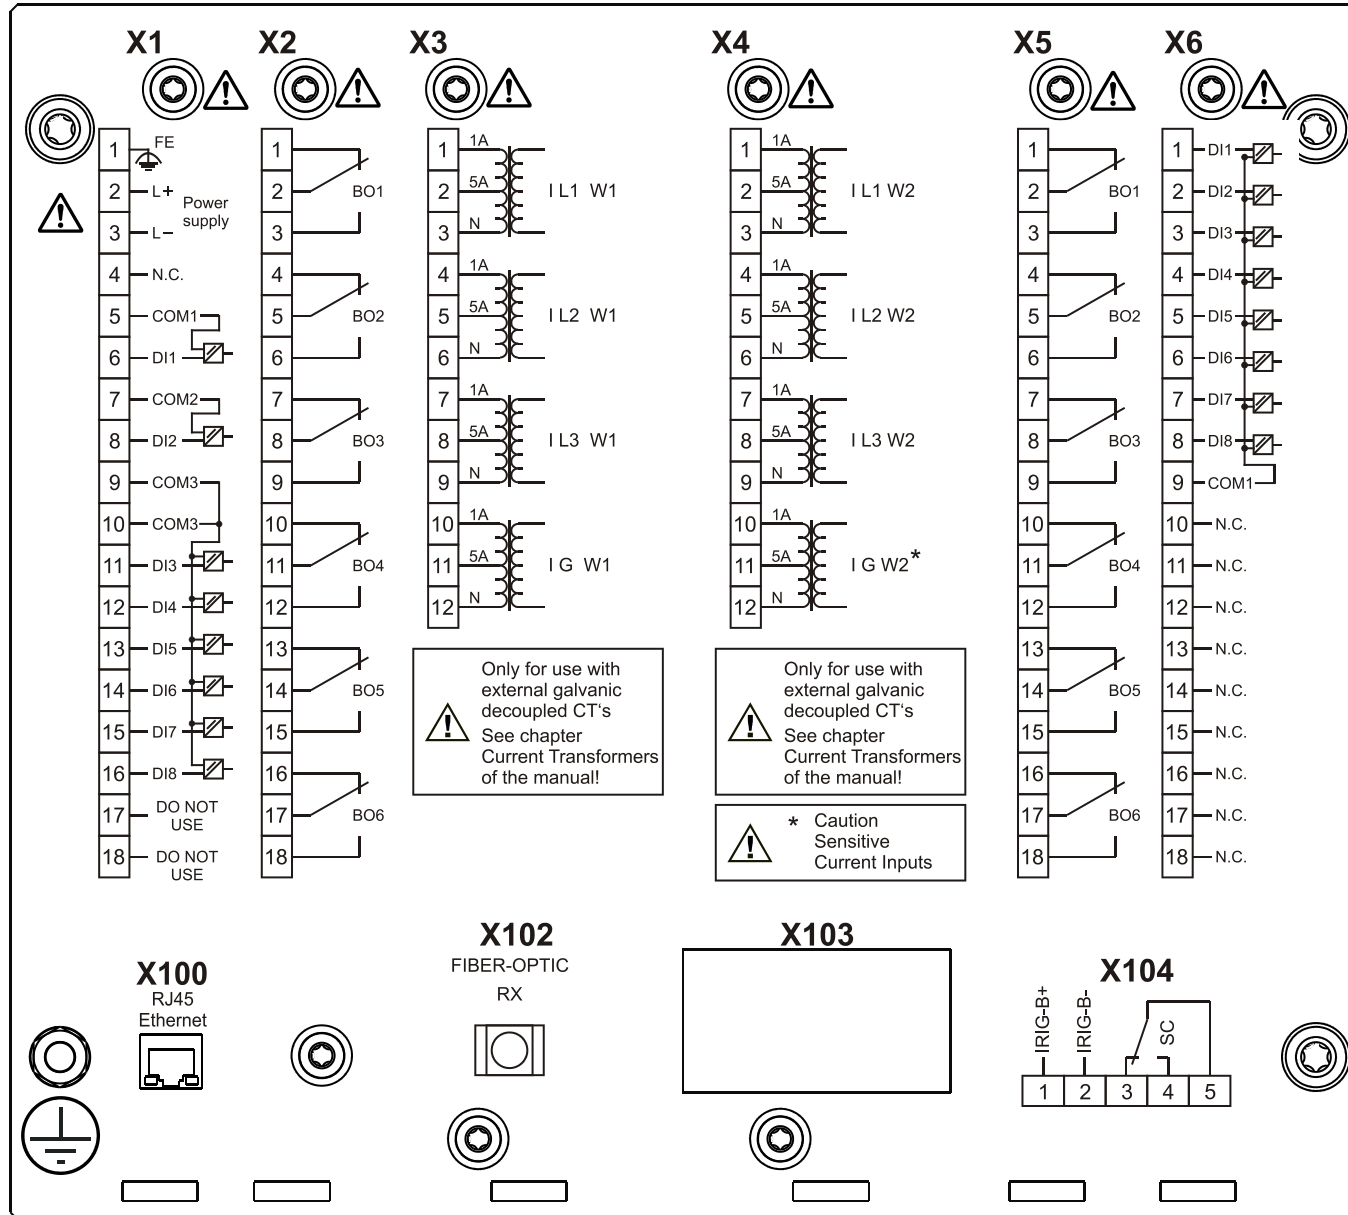 X1
1 FE
2 L+ Power
supply
3 L–
4 N.C.
5 COM1
6 DI1
7 COM2
8 DI2
9 COM3
10 COM3
11 DI3
12 DI4
13 DI5
14 DI6
15 DI7
16 DI8
17 DO NOT
USE
18 DO NOT
USE
X2
1
2 BO1
3
4
5 BO2
6
7
8 BO3
9
10
11 BO4
12
13
14 BO5
15
16
17 BO6
18
X3
1 1A
2 5A I L1 W1
3 N
4 1A
5 5A I L2 W1
6 N
7 1A
8 5A I L3 W1
9 N
10 1A
11 5A I G W1
12 N
Only for use with
external galvanic
decoupled CT‘s
See chapter
Current Transformers
of the manual!
X4
1 1A
2 5A I L1 W2
3 N
4 1A
5 5A I L2 W2
6 N
7 1A
8 5A I L3 W2
9 N
10 1A
11 5A I G W2*
12 N
Only for use with
external galvanic
decoupled CT‘s
See chapter
Current Transformers
of the manual!
* Caution
Sensitive
Current Inputs
X5
1
2 BO1
3
4
5 BO2
6
7
8 BO3
9
10
11 BO4
12
13
14 BO5
15
16
17 BO6
18
X6
1 DI1
2 DI2
3 DI3
4 DI4
5 DI5
6 DI6
7 DI7
8 DI8
9 COM1
10 N.C.
11 N.C.
12 N.C.
13 N.C.
14 N.C.
15 N.C.
16 N.C.
17 N.C.
18 N.C.
X100
RJ45
Ethernet
X102
FIBER-OPTIC
RX
X103
X104
IRIG-B+
IRIG-B-
SC
1 2 3 4 5